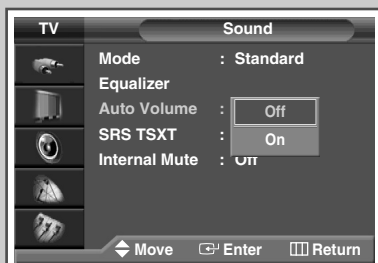 TV Sound
Mode : Standard
Equalizer
Auto Volume : Off
SRS TSXT : On
Internal Mute : Off
Move Enter Return